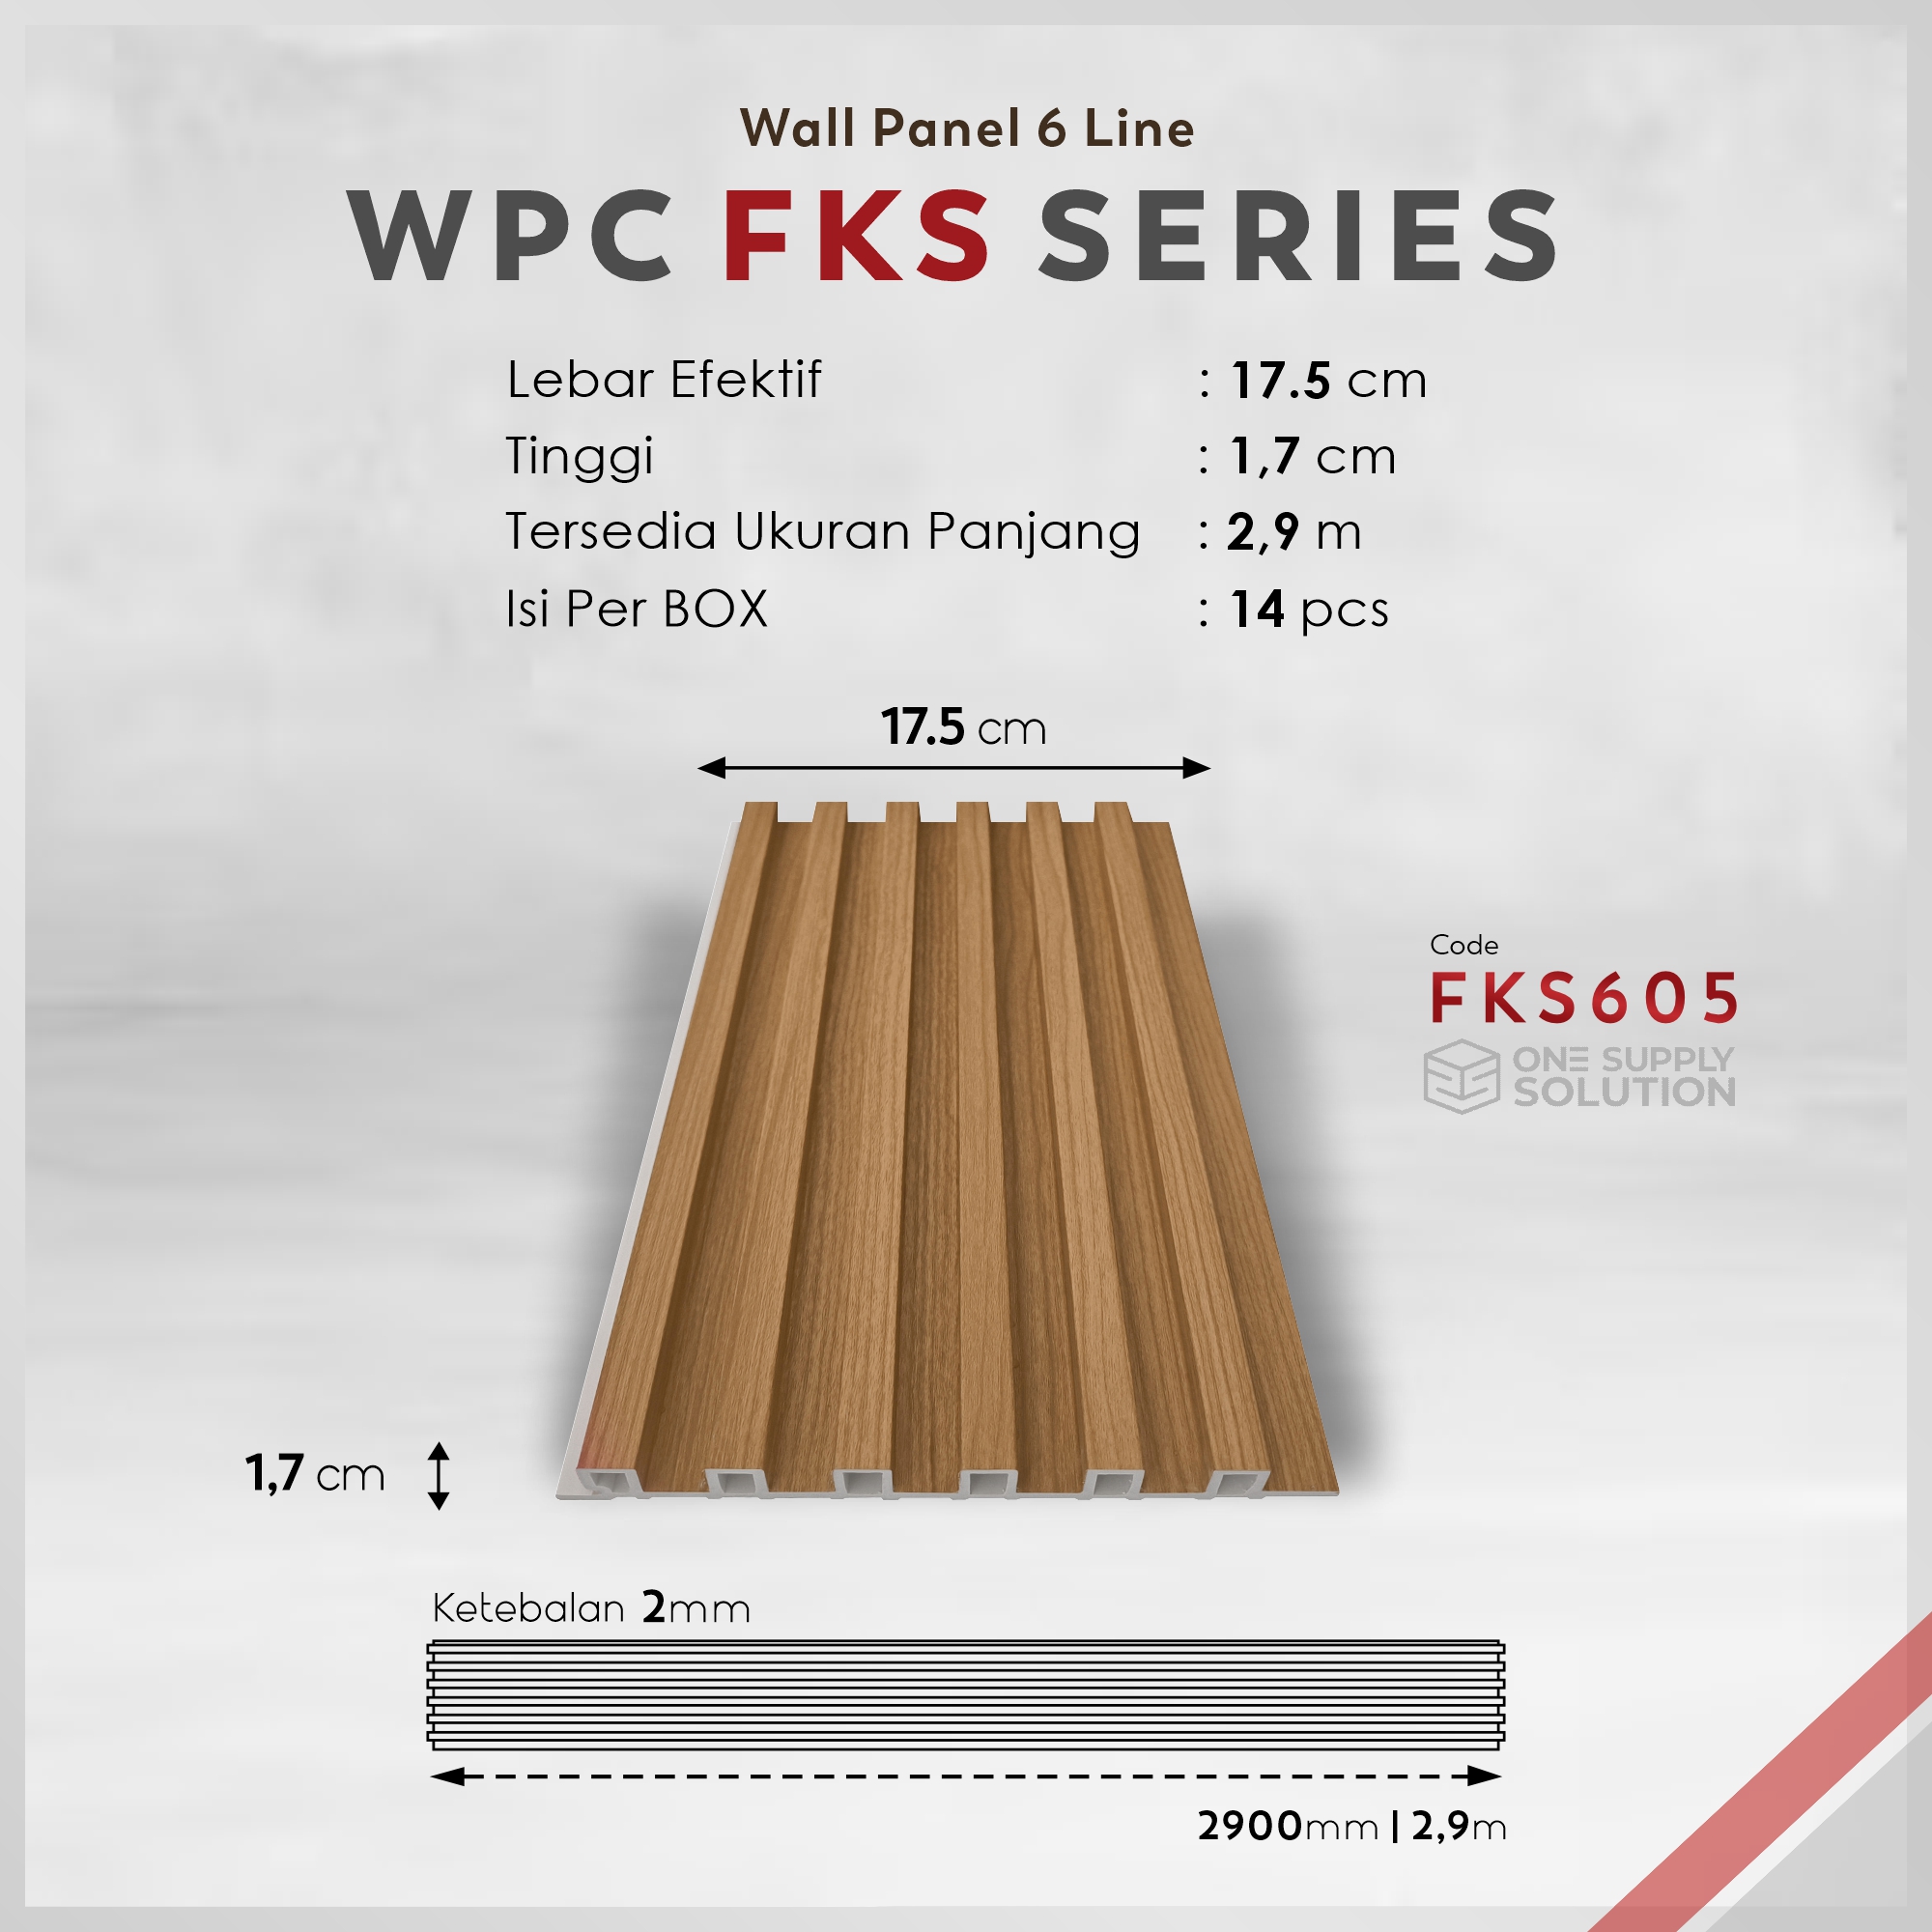 Wall Panel 6 Line
WPC FKS SERIES
Lebar Efektif : 17.5 cm
Tinggi : 1,7 cm
Tersedia Ukuran Panjang : 2,9 m
Isi Per BOX : 14 pcs
17.5 cm
Code
FKS605
ONE SUPPLY
SOLUTION
1,7 cm
Ketebalan 2mm
2900mm | 2,9m